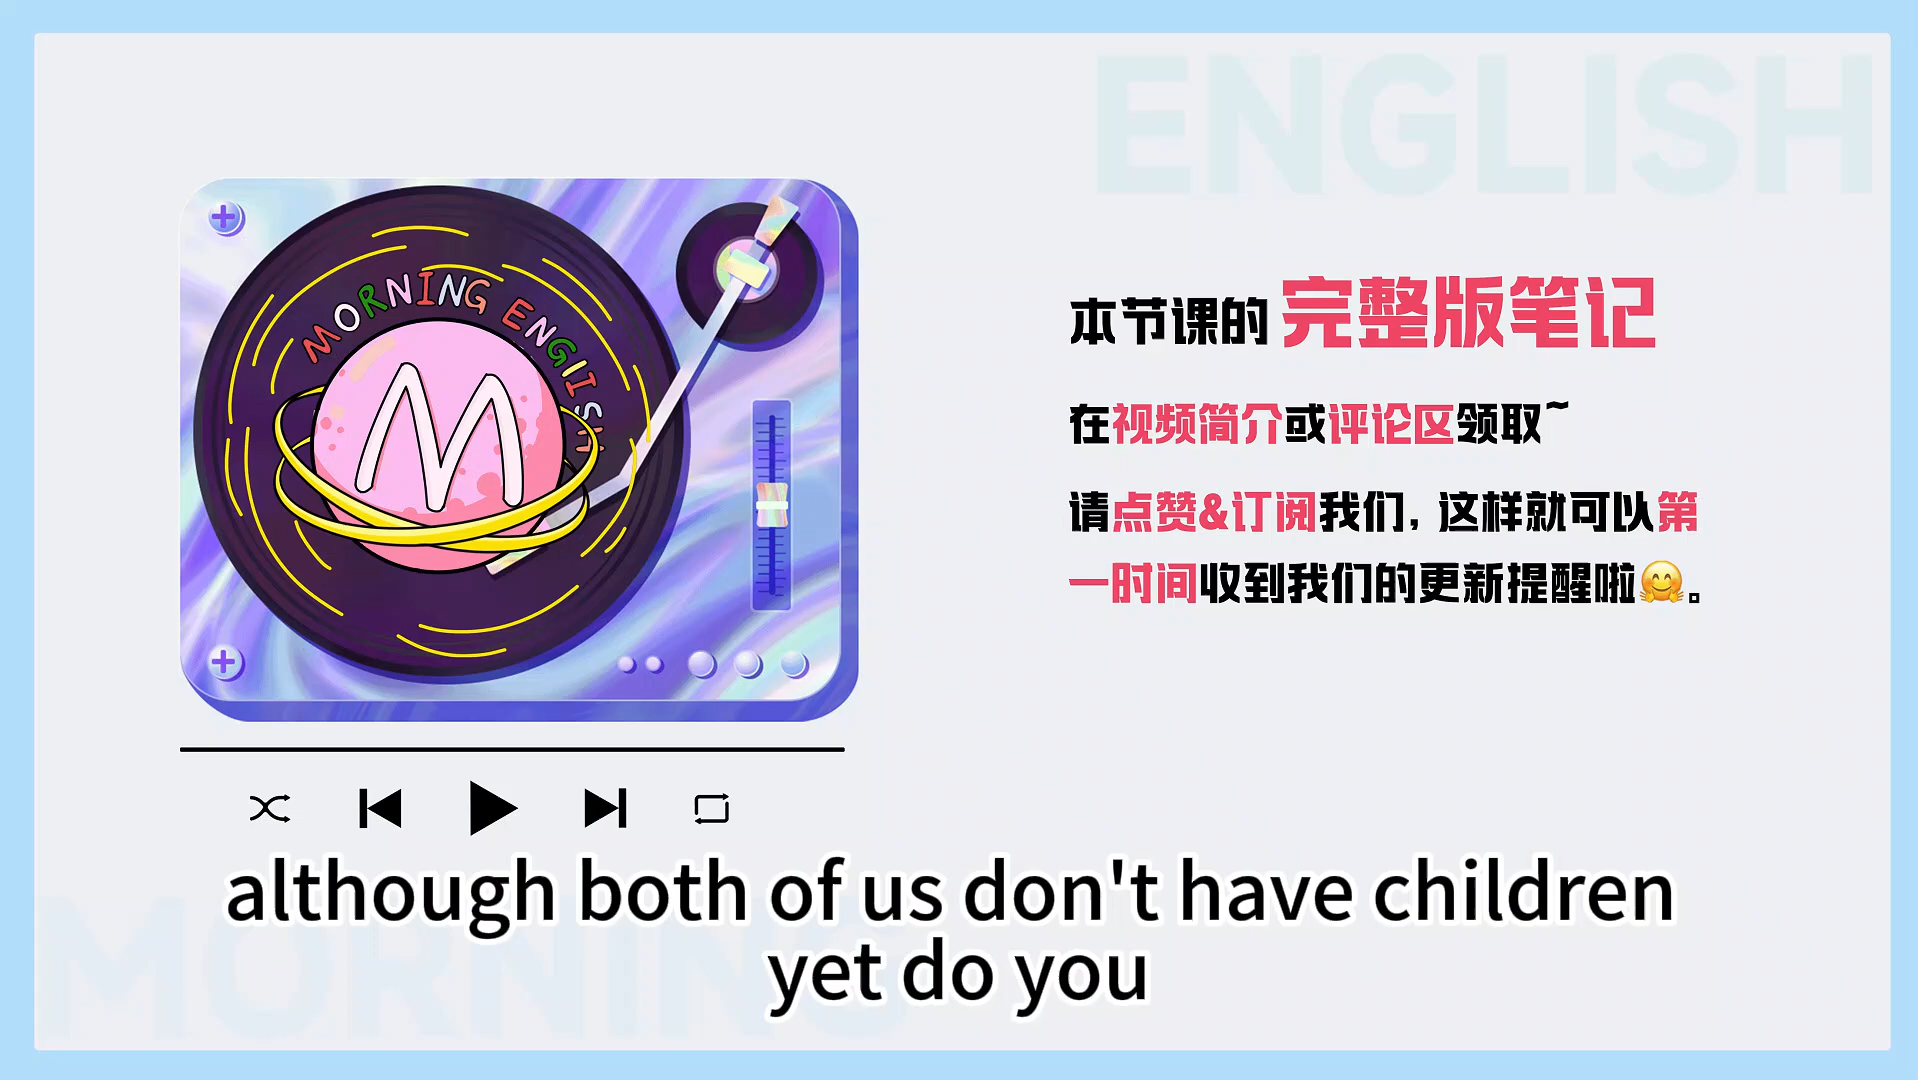 ENGLISH
MORNING ENGLISH
M
本节课的 完整版笔记
在视频简介或评论区领取~
请点赞&订阅我们, 这样就可以第
一时间收到我们的更新提醒啦🤗。
although both of us don't have children
yet do you
MORNING